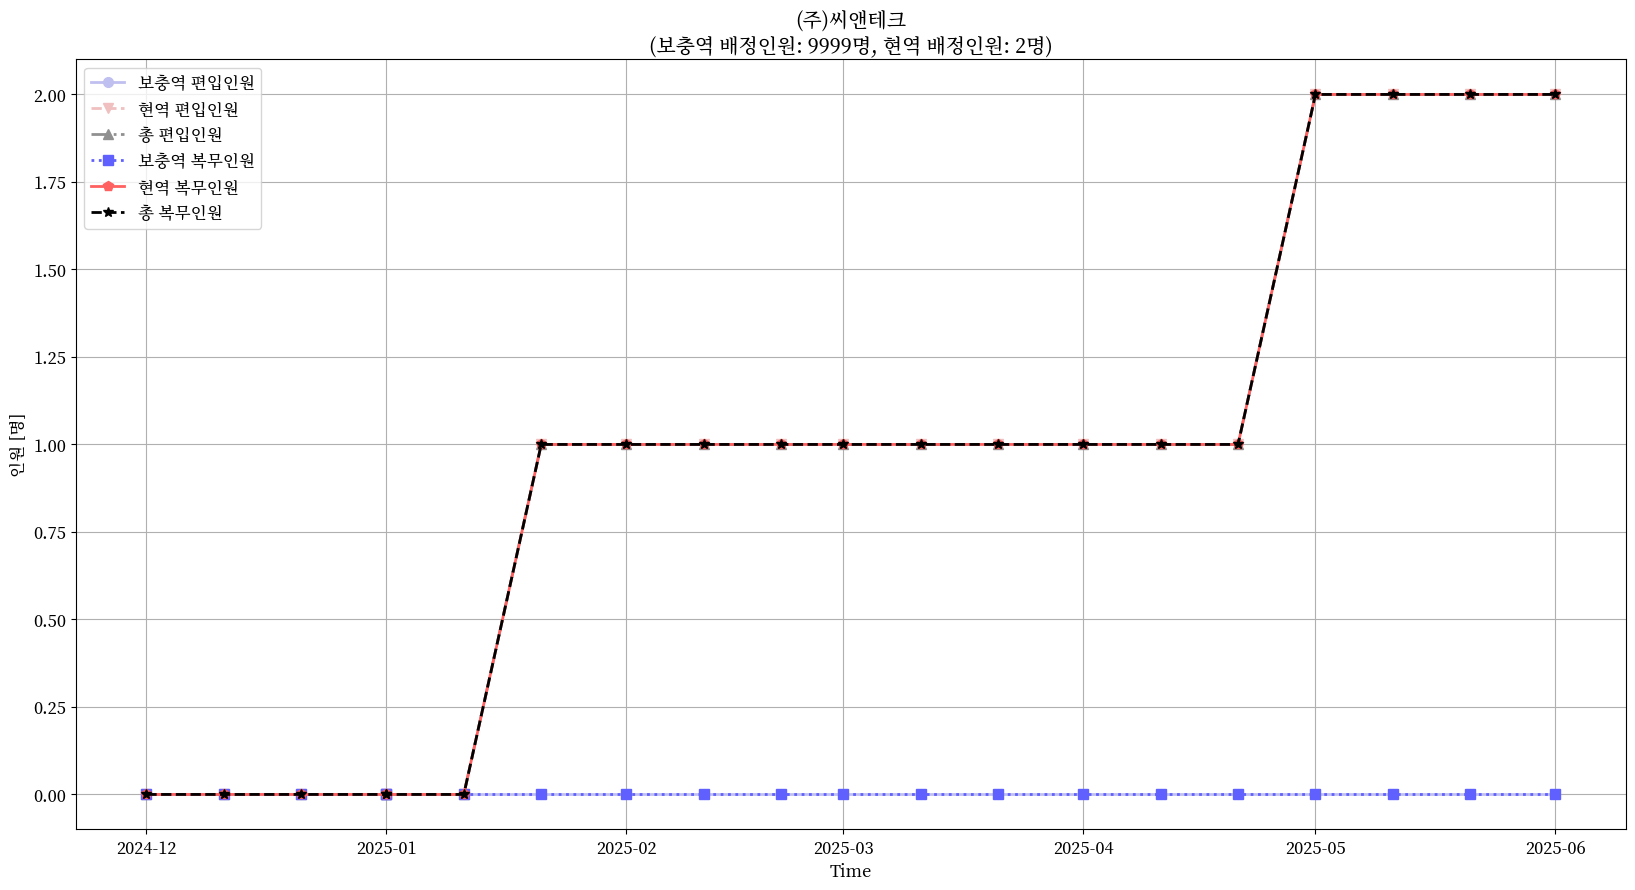 (주)씨앤테크
(보충역 배정인원: 9999명, 현역 배정인원: 2명)
보충역 편입인원
현역 편입인원
총 편입인원
보충역 복무인원
현역 복무인원
총 복무인원
인원 [명]
2.00
1.75
1.50
1.25
1.00
0.75
0.50
0.25
0.00
2024-12
2025-01
2025-02
2025-03
2025-04
2025-05
2025-06
Time